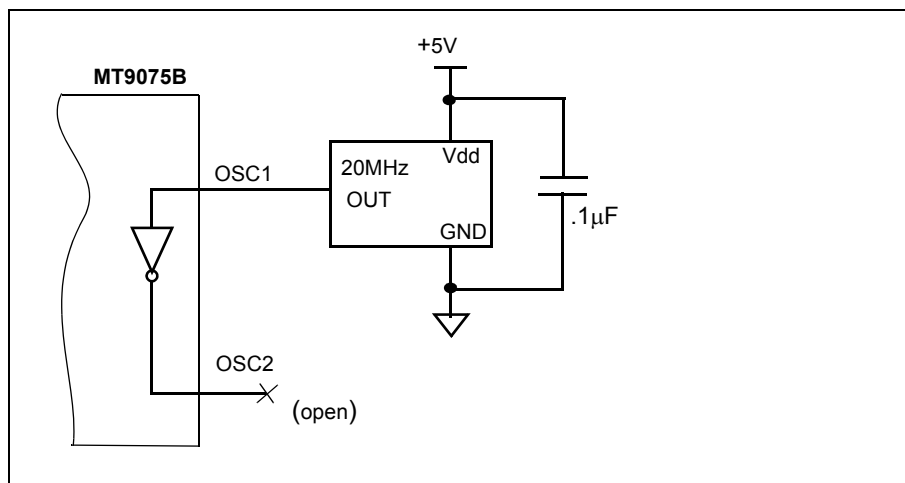 +5V
MT9075B
OSC1
20MHz
OUT
Vdd
GND
.1μF
OSC2
(open)